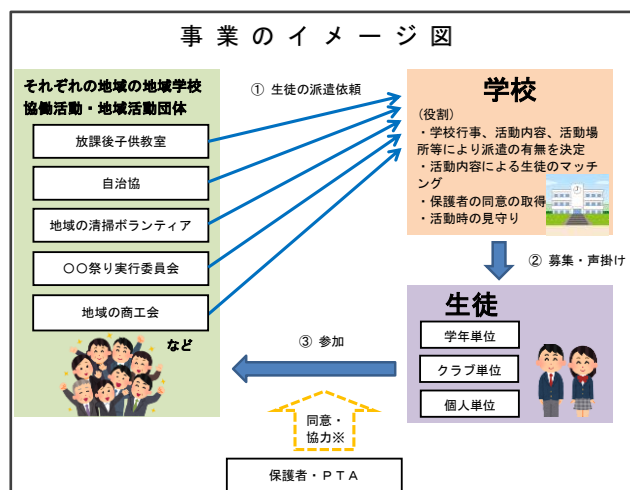 事業のイメージ図
それぞれの地域の地域学校
協働活動・地域活動団体
放課後子供教室
自治協
地域の清掃ボランティア
〇〇祭り実行委員会
地域の商工会
など
① 生徒の派遣依頼
学校
(役割)
・学校行事、活動内容、活動場
所等により派遣の有無を決定
・活動内容による生徒のマッチ
ング
・保護者の同意の取得
・活動時の見守り
② 募集・声掛け
生徒
学年単位
クラブ単位
個人単位
③ 参加
同意・
協力※
保護者・ＰＴＡ